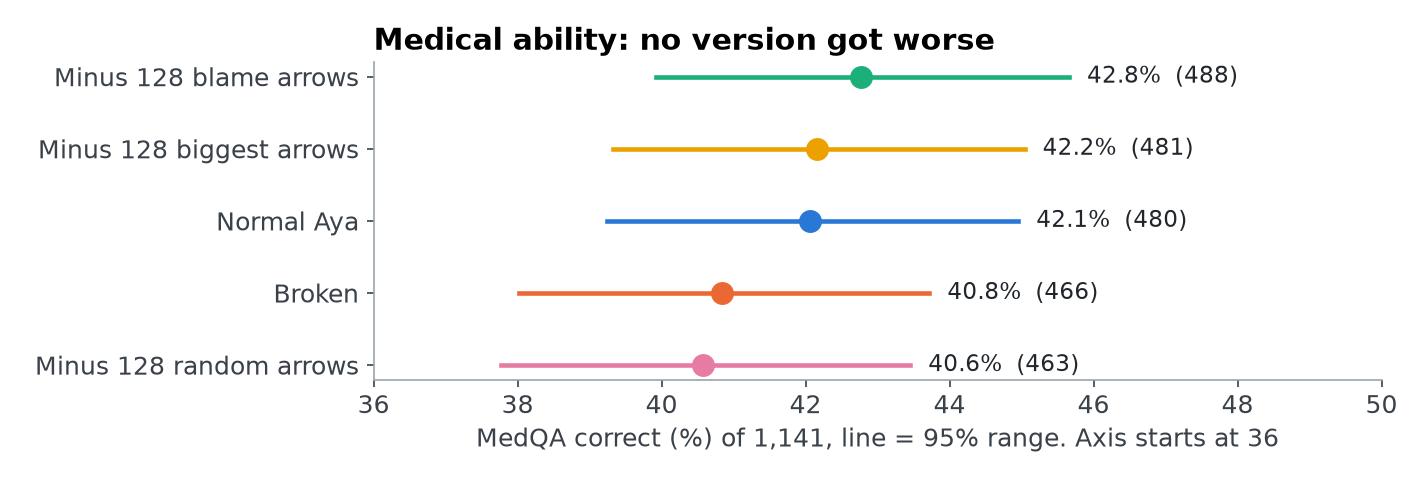 Medical ability: no version got worse
Minus 128 blame arrows 42.8% (488)
Minus 128 biggest arrows 42.2% (481)
Normal Aya 42.1% (480)
Broken 40.8% (466)
Minus 128 random arrows 40.6% (463)
36 38 40 42 44 46 48 50
MedQA correct (%) of 1,141, line = 95% range. Axis starts at 36